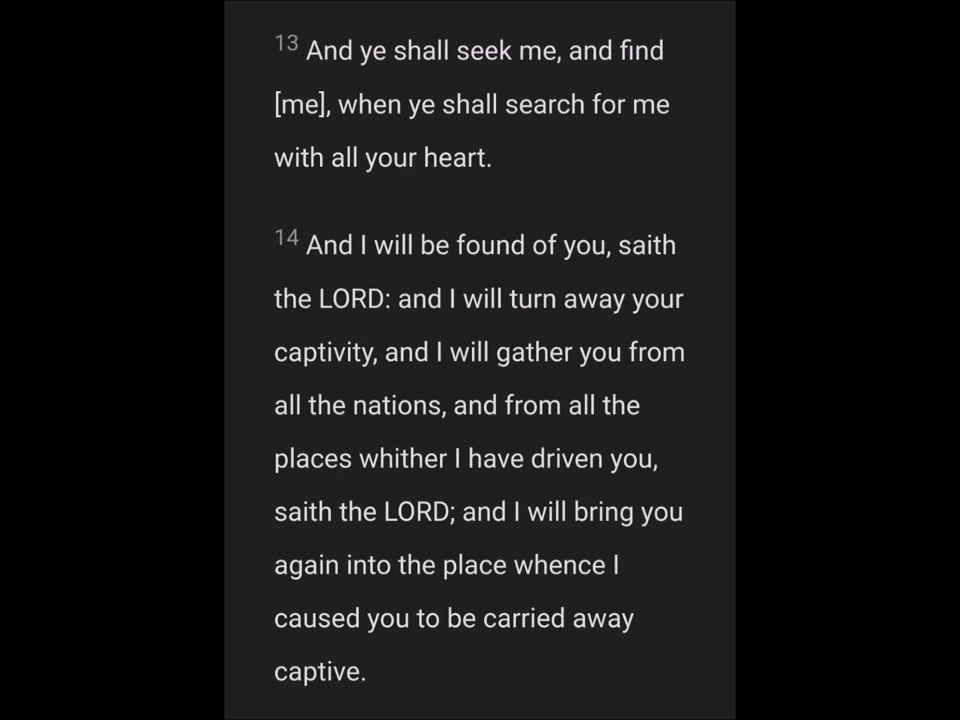 13 And ye shall seek me, and find
[me], when ye shall search for me
with all your heart.
14 And I will be found of you, saith
the LORD: and I will turn away your
captivity, and I will gather you from
all the nations, and from all the
places whither I have driven you,
saith the LORD; and I will bring you
again into the place whence I
caused you to be carried away
captive.